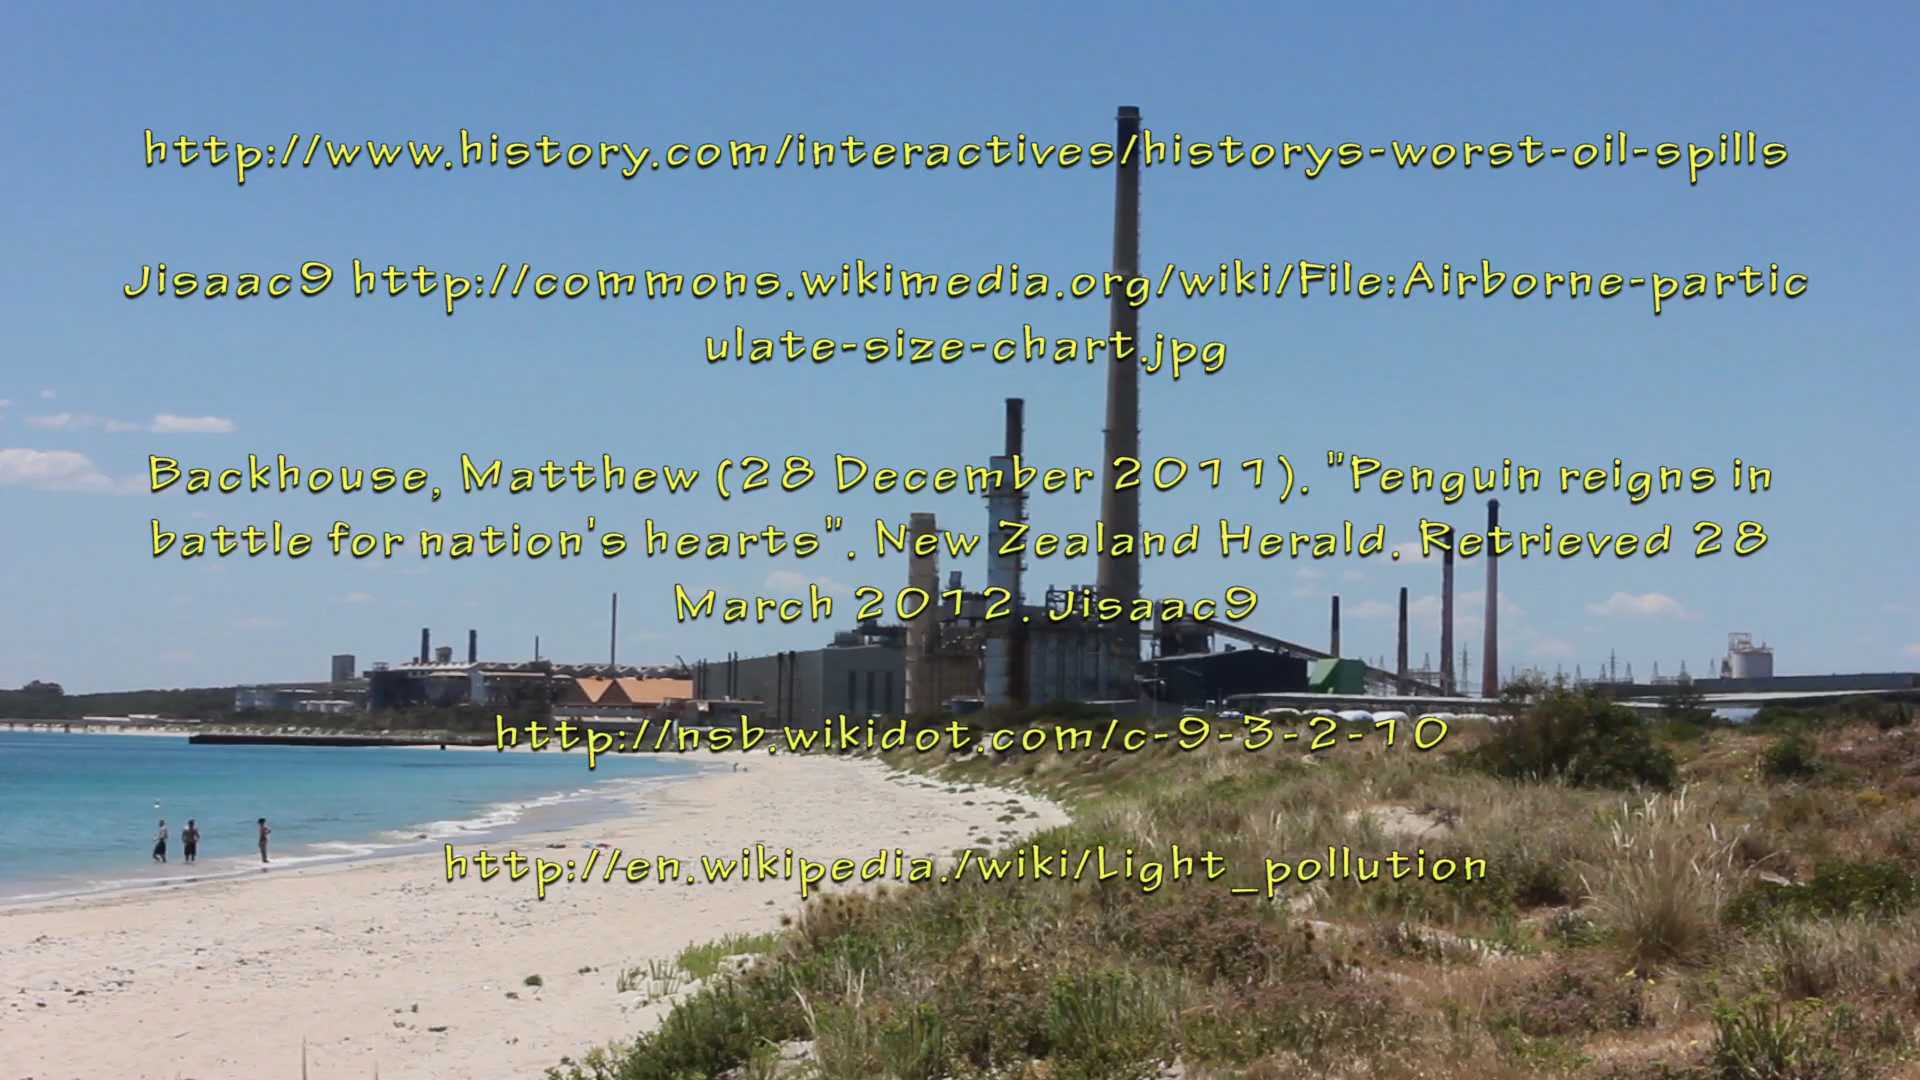 http://www.history.com/interactives/historys-worst-oil-spills
Jisaac9 http://commons.wikimedia.org/wiki/File:Airborne-partic
ulate-size-chart.jpg
Backhouse, Matthew (28 December 2011). "Penguin reigns in
battle for nation's hearts". New Zealand Herald. Retrieved 28
March 2012. Jisaac9
http://nsb.wikidot.com/c-9-3-2-10
http://en.wikipedia./wiki/Light_pollution